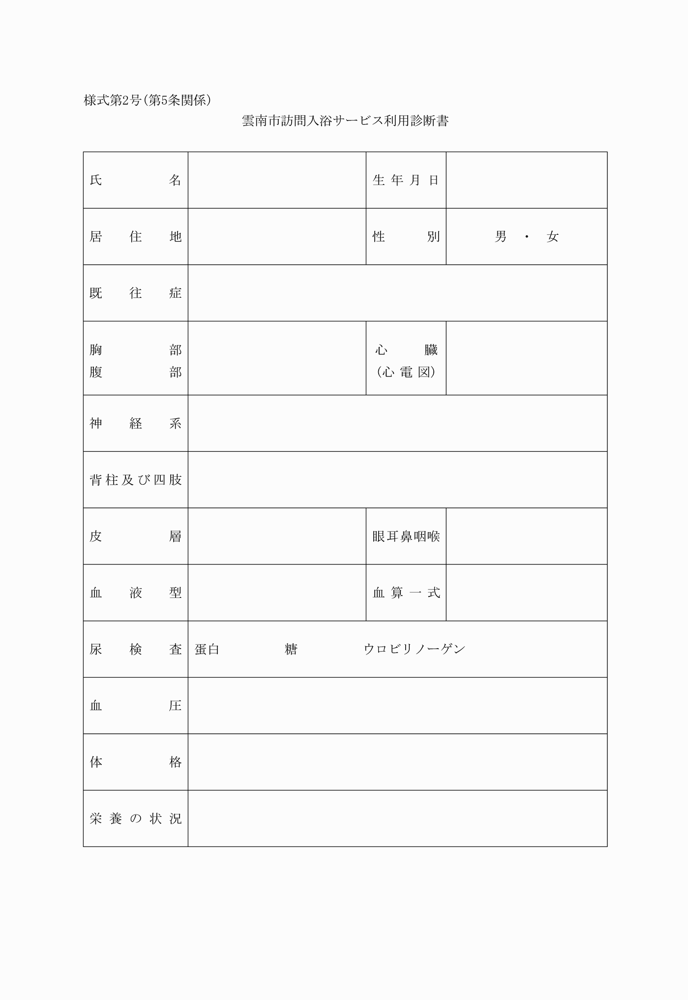 様式第2号(第5条関係)
雲南市訪問入浴サービス利用診断書
氏名 生年月日
居住地 性別 男・女
既往症
胸部 心臓
腹部 (心電図)
神経系
背柱及び四肢
皮層 眼耳鼻咽喉
血液型 血算一式
尿検査 蛋白 糖 ウロビリノーゲン
血圧
体格
栄養の状況